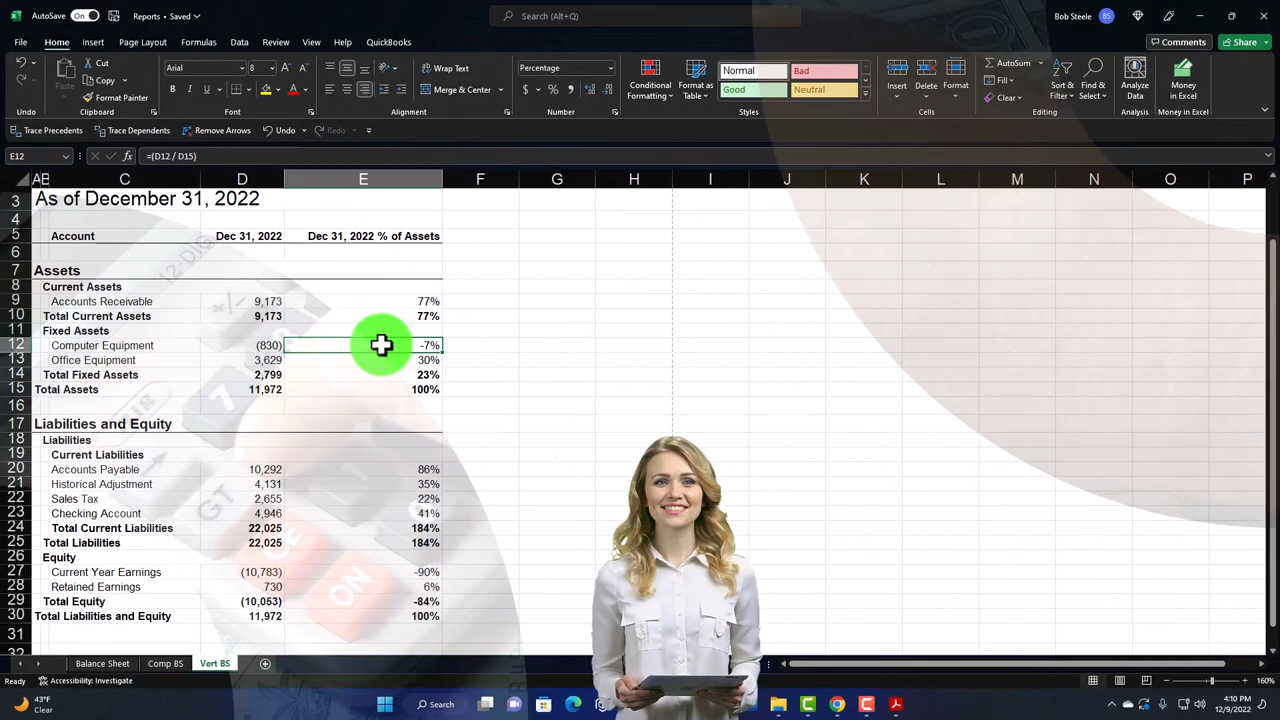 AutoSave On Reports • Saved Search (Alt+Q) Bob Steele BS
File Home Insert Page Layout Formulas Data Review View Help QuickBooks Comments Share
Cut Arial 8 Wrap Text Percentage Normal Bad AutoSum
Paste Copy Conditional Formatting Format as Table Good Neutral Insert Delete Format Fill Sort & Filter Find & Select Analyze Data Money in Excel
Format Painter B I U Merge & Center $ % Clear
Undo Clipboard Font Alignment Number Styles Cells Editing Analysis Money in Excel
Trace Precedents Trace Dependents Remove Arrows Undo Redo
E12 fx =(D12 / D15)
A B C D E F G H I J K L M N O P
3 As of December 31, 2022
4
5 Account Dec 31, 2022 Dec 31, 2022 % of Assets
6
7 Assets
8 Current Assets
9 Accounts Receivable 9,173 77%
10 Total Current Assets 9,173 77%
11 Fixed Assets
12 Computer Equipment (830) -7%
13 Office Equipment 3,629 30%
14 Total Fixed Assets 2,799 23%
15 Total Assets 11,972 100%
16
17 Liabilities and Equity
18 Liabilities
19 Current Liabilities
20 Accounts Payable 10,292 86%
21 Historical Adjustment 4,131 35%
22 Sales Tax 2,655 22%
23 Checking Account 4,946 41%
24 Total Current Liabilities 22,025 184%
25 Total Liabilities 22,025 184%
26 Equity
27 Current Year Earnings (10,783) -90%
28 Retained Earnings 730 6%
29 Total Equity (10,053) -84%
30 Total Liabilities and Equity 11,972 100%
31
32
12-DIG
+/-
7
GT
ON
Balance Sheet Comp BS Vert BS
Ready Accessibility: Investigate 160%
43°F Search 4:10 PM
Clear 12/9/2022